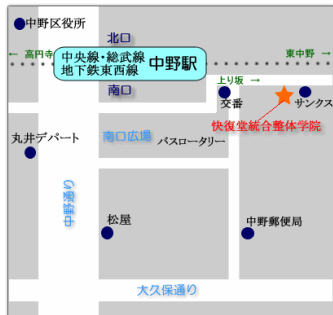 中野区役所
北口
← 高円寺
東中野 →
中央線・総武線
地下鉄東西線
中野駅
上り坂 →
南口
交番
サンクス
快復堂統合整体学院
丸井デパート
南口広場
バスロータリー
中野通り
松屋
中野郵便局
大久保通り